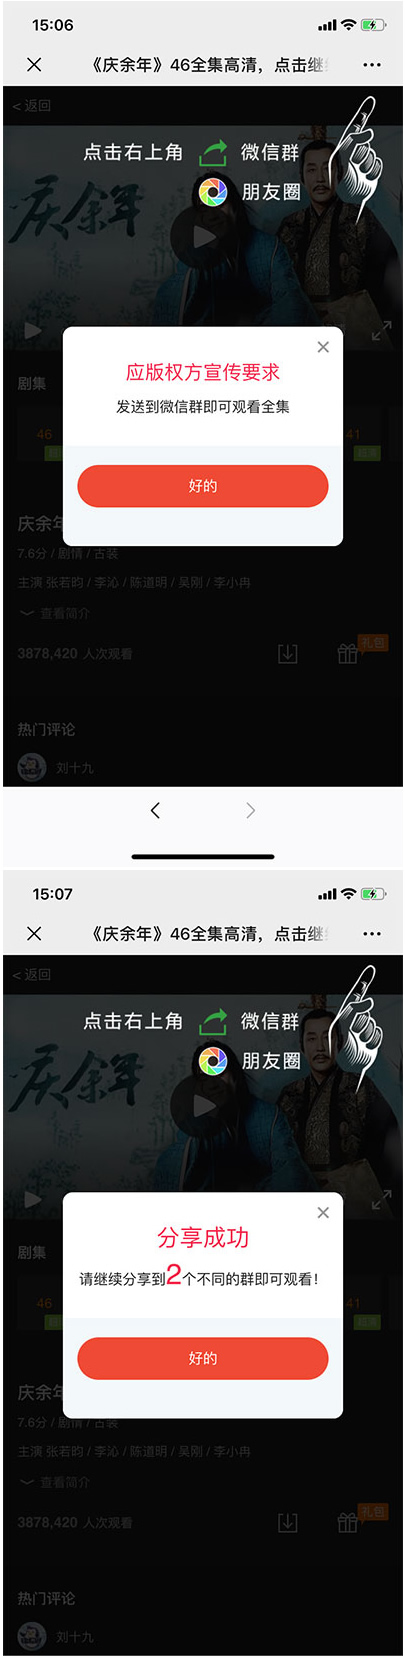 15:06
《庆余年》46全集高清，点击继
< 返回
点击右上角 微信群
朋友圈
庆余年
应版权方宣传要求
发送到微信群即可观看全集
剧集
46
41
好的
庆余年
7.6分 / 剧情 / 古装
主演 张若昀 / 李沁 / 陈道明 / 吴刚 / 李小冉
查看简介
3878,420 人次观看
礼包
热门评论
刘十九
15:07
《庆余年》46全集高清，点击继
< 返回
点击右上角 微信群
朋友圈
庆余年
分享成功
请继续分享到2个不同的群即可观看！
剧集
46
41
好的
庆余年
7.6分 / 剧情 / 古装
主演 张若昀 / 李沁 / 陈道明 / 吴刚 / 李小冉
查看简介
3878,420 人次观看
礼包
热门评论
刘十九